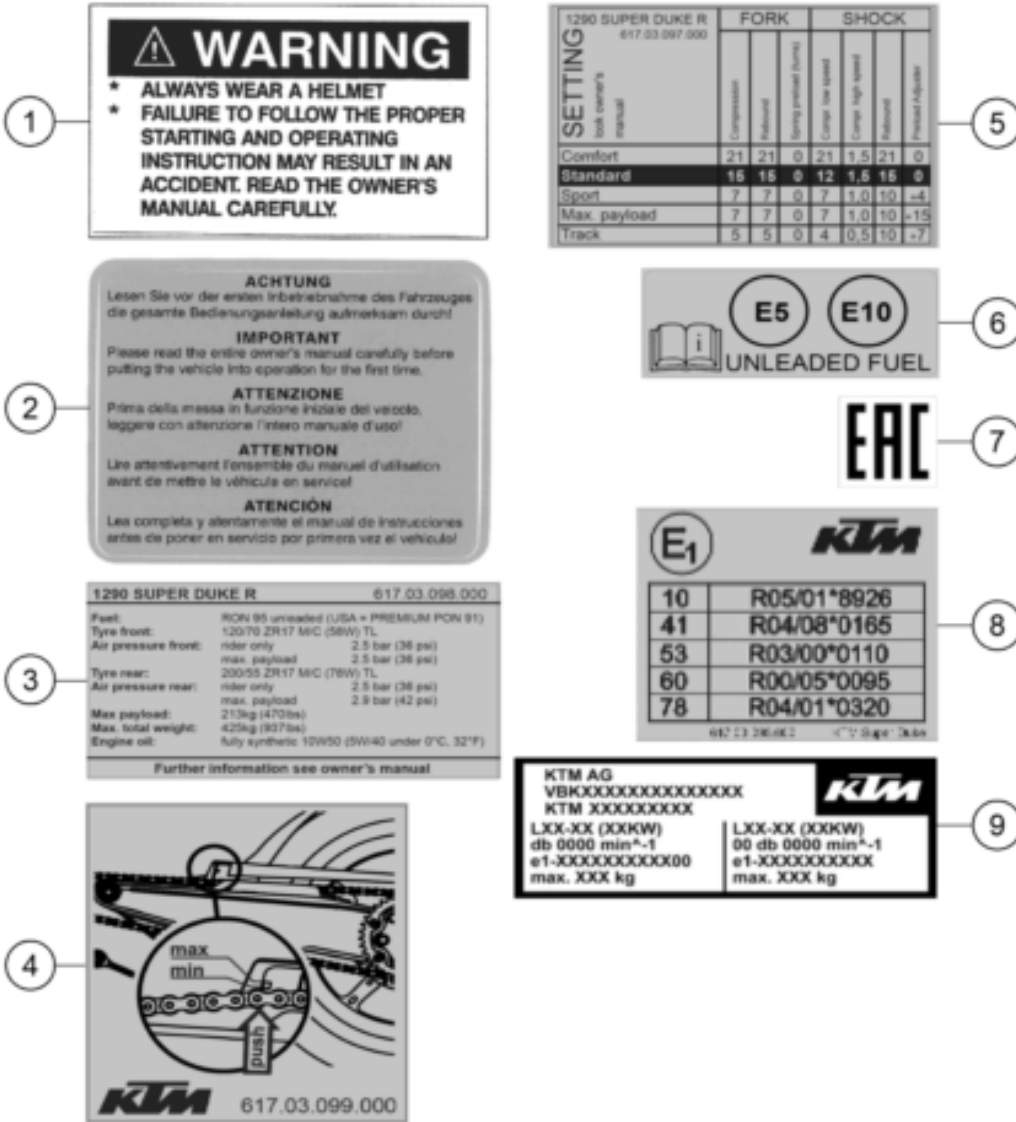 1
WARNING
* ALWAYS WEAR A HELMET
* FAILURE TO FOLLOW THE PROPER
STARTING AND OPERATING
INSTRUCTION MAY RESULT IN AN
ACCIDENT. READ THE OWNER'S
MANUAL CAREFULLY.
2
ACHTUNG
Lesen Sie vor der ersten Inbetriebnahme des Fahrzeuges
die gesamte Bedienungsanleitung aufmerksam durch!
IMPORTANT
Please read the entire owner's manual carefully before
putting the vehicle into operation for the first time.
ATTENZIONE
Prima della messa in funzione iniziale del veicolo,
leggere con attenzione l'intero manuale d'uso!
ATTENTION
Lire attentivement l'ensemble du manuel d'utilisation
avant de mettre le véhicule en service!
ATENCIÓN
Lea completa y atentamente el manual de instrucciones
antes de poner en servicio por primera vez el vehículo!
3
1290 SUPER DUKE R 617.03.098.000
Fuel: RON 95 unleaded (USA = PREMIUM PON 91)
Tyre front: 120/70 ZR17 M/C (58W) TL
Air pressure front: rider only 2.5 bar (36 psi)
max. payload 2.5 bar (36 psi)
Tyre rear: 200/55 ZR17 M/C (78W) TL
Air pressure rear: rider only 2.5 bar (36 psi)
max. payload 2.9 bar (42 psi)
Max payload: 213kg (470lbs)
Max. total weight: 425kg (937lbs)
Engine oil: fully synthetic 10W50 (5W/40 under 0°C, 32°F)
Further information see owner's manual
4
max
min
push
KTM 617.03.099.000
5
1290 SUPER DUKE R FORK SHOCK
617.03.097.000
SETTING
look owner's
manual
Compression
Rebound
Spring preload (turns)
Compr. low speed
Compr. high speed
Rebound
Preload Adjuster
Comfort 21 21 0 21 1,5 21 0
Standard 15 15 0 12 1,5 15 0
Sport 7 7 0 7 1,0 10 -4
Max. payload 7 7 0 7 1,0 10 -15
Track 5 5 0 4 0,5 10 -7
6
E5 E10
i
UNLEADED FUEL
7
EAC
8
E1 KTM
10 R05/01*8926
41 R04/08*0165
53 R03/00*0110
60 R00/05*0095
78 R04/01*0320
Super Duke
9
KTM AG
VBKXXXXXXXXXXXXXX
KTM XXXXXXXXX
KTM
LXX-XX (XXKW)
db 0000 min^-1
e1-XXXXXXXXXX00
max. XXX kg
LXX-XX (XXKW)
00 db 0000 min^-1
e1-XXXXXXXXXX
max. XXX kg